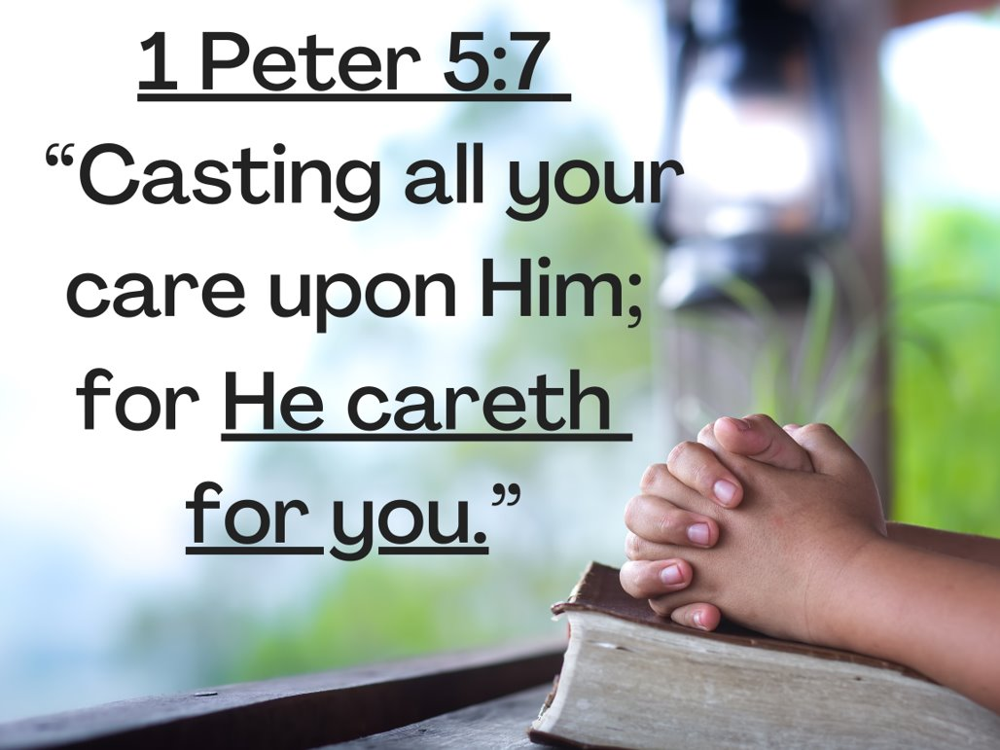 1 Peter 5:7
“Casting all your
care upon Him;
for He careth
for you.”